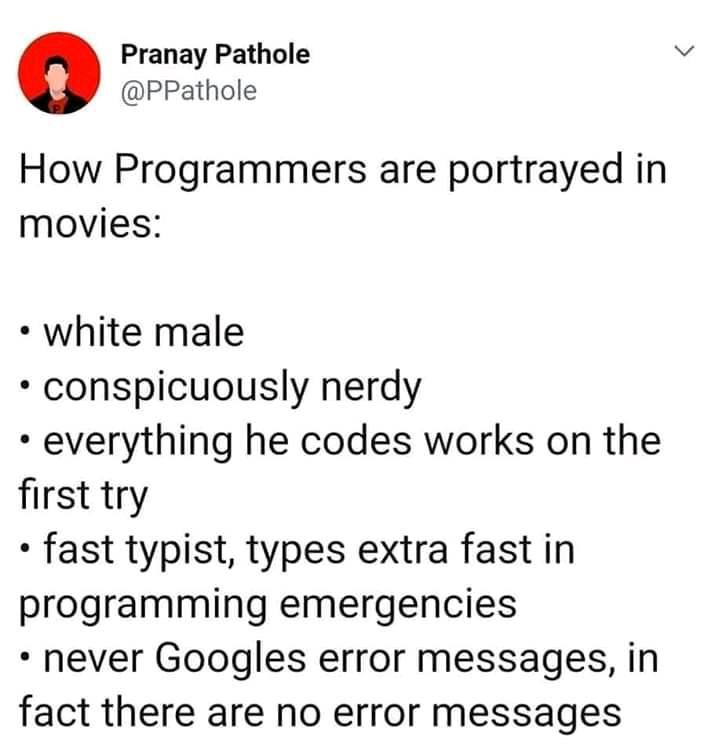 Pranay Pathole
@PPathole
How Programmers are portrayed in
movies:
• white male
• conspicuously nerdy
• everything he codes works on the
first try
• fast typist, types extra fast in
programming emergencies
• never Googles error messages, in
fact there are no error messages